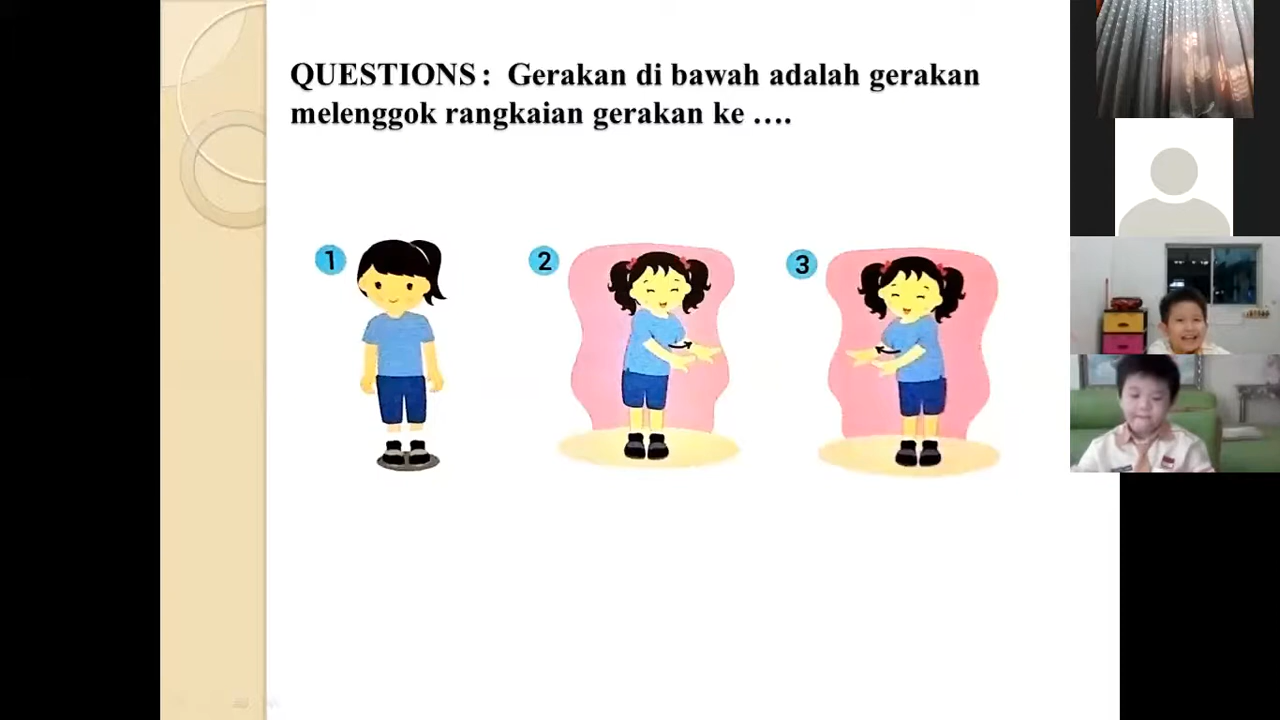 QUESTIONS : Gerakan di bawah adalah gerakan
melenggok rangkaian gerakan ke ….
1 2 3